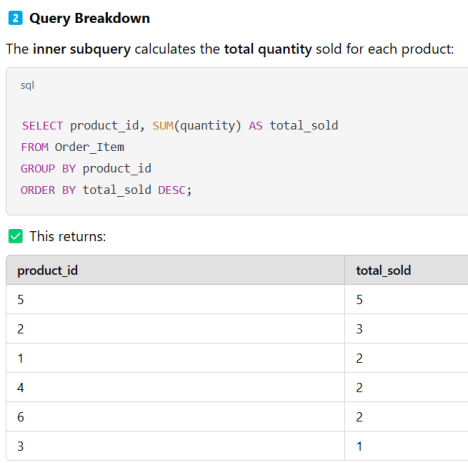 2 Query Breakdown
The inner subquery calculates the total quantity sold for each product:
sql
SELECT product_id, SUM(quantity) AS total_sold
FROM Order_Item
GROUP BY product_id
ORDER BY total_sold DESC;
This returns:
product_id total_sold
5 5
2 3
1 2
4 2
6 2
3 1